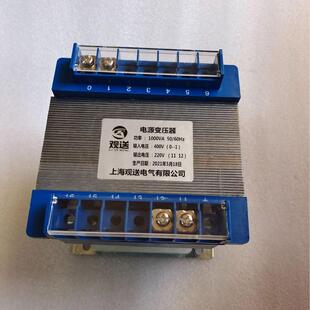 6 5 4 3 2 1 0
观送
电源变压器
功率：1000VA 50/60Hz
输入电压：400V（0-1）
输出电压：220V（11 12）
生产日期：2021年5月18日
上海观送电气有限公司